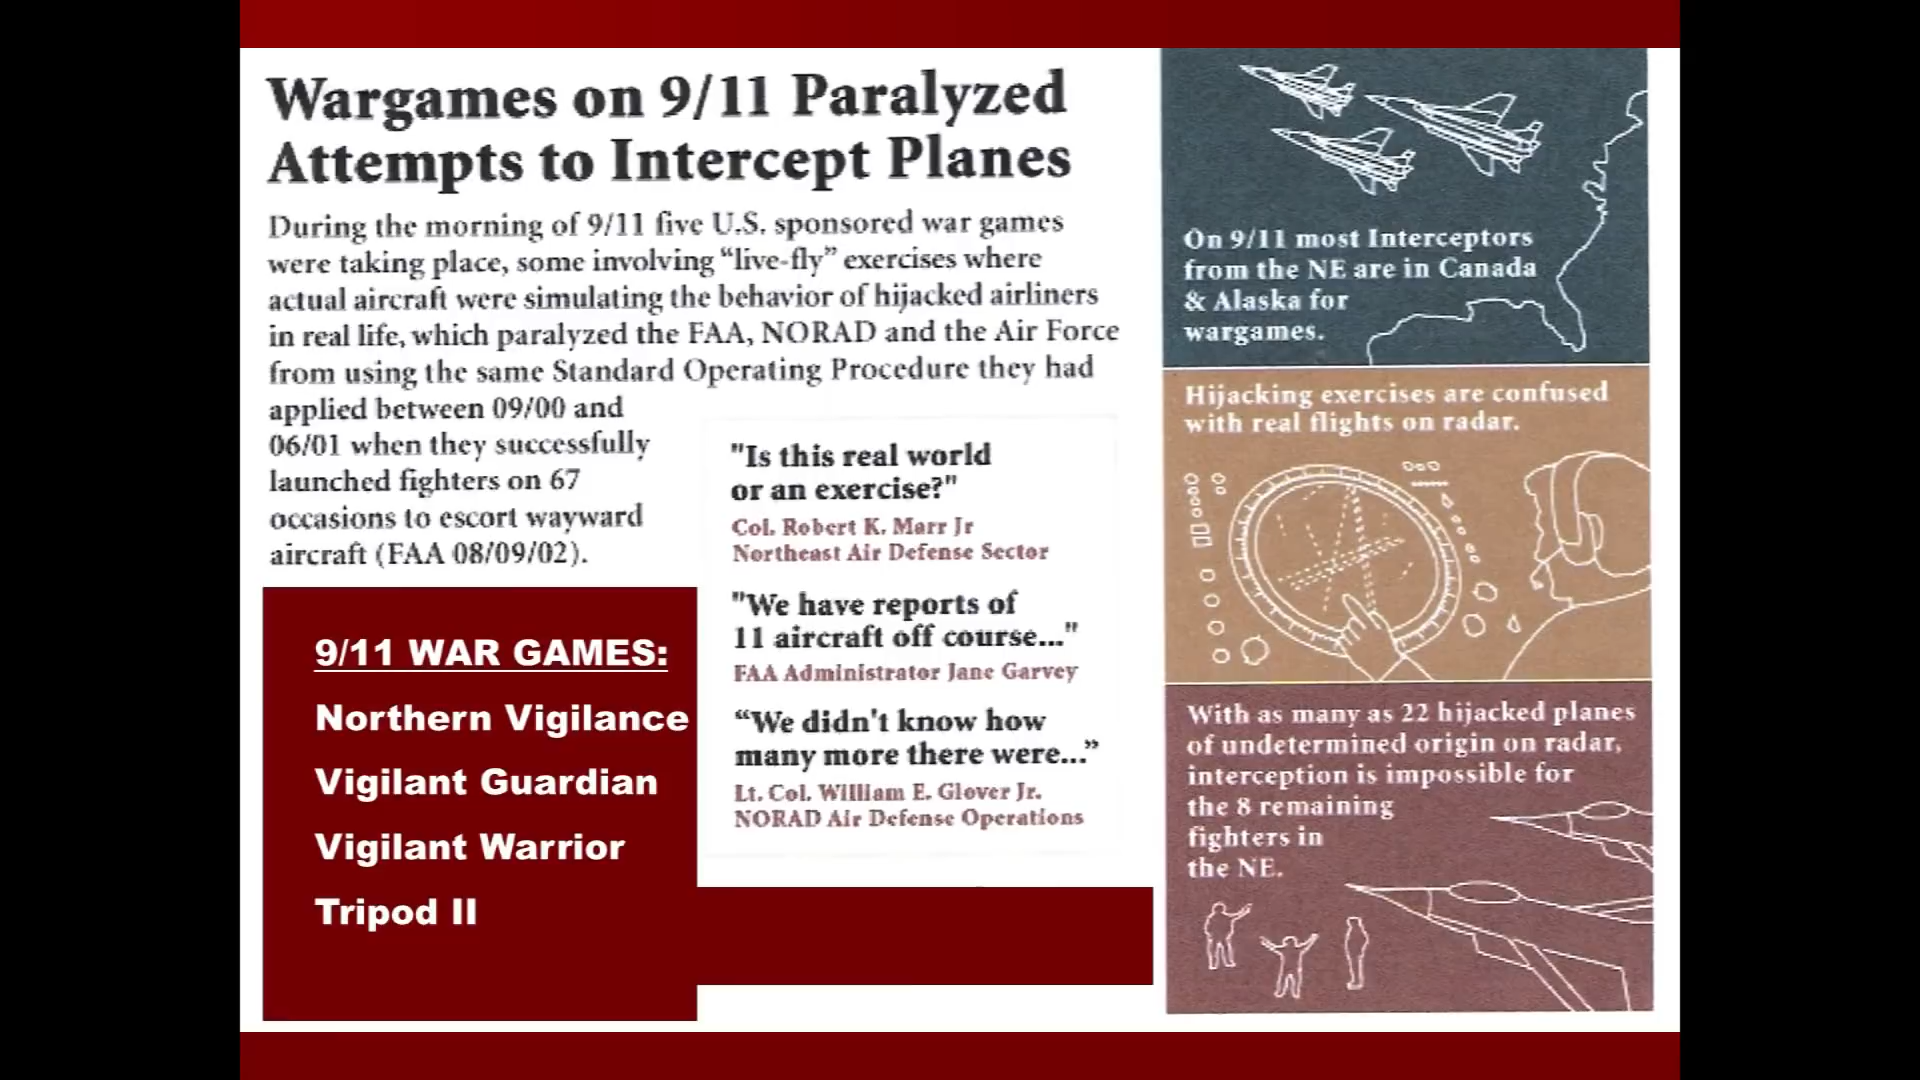 Wargames on 9/11 Paralyzed
Attempts to Intercept Planes
During the morning of 9/11 five U.S. sponsored war games
were taking place, some involving “live-fly” exercises where
actual aircraft were simulating the behavior of hijacked airliners
in real life, which paralyzed the FAA, NORAD and the Air Force
from using the same Standard Operating Procedure they had
applied between 09/00 and
06/01 when they successfully
launched fighters on 67
occasions to escort wayward
aircraft (FAA 08/09/02).
"Is this real world
or an exercise?"
Col. Robert K. Marr Jr
Northeast Air Defense Sector
"We have reports of
11 aircraft off course..."
FAA Administrator Jane Garvey
“We didn't know how
many more there were...”
Lt. Col. William E. Glover Jr.
NORAD Air Defense Operations
9/11 WAR GAMES:
Northern Vigilance
Vigilant Guardian
Vigilant Warrior
Tripod II
On 9/11 most Interceptors
from the NE are in Canada
& Alaska for
wargames.
Hijacking exercises are confused
with real flights on radar.
With as many as 22 hijacked planes
of undetermined origin on radar,
interception is impossible for
the 8 remaining
fighters in
the NE.